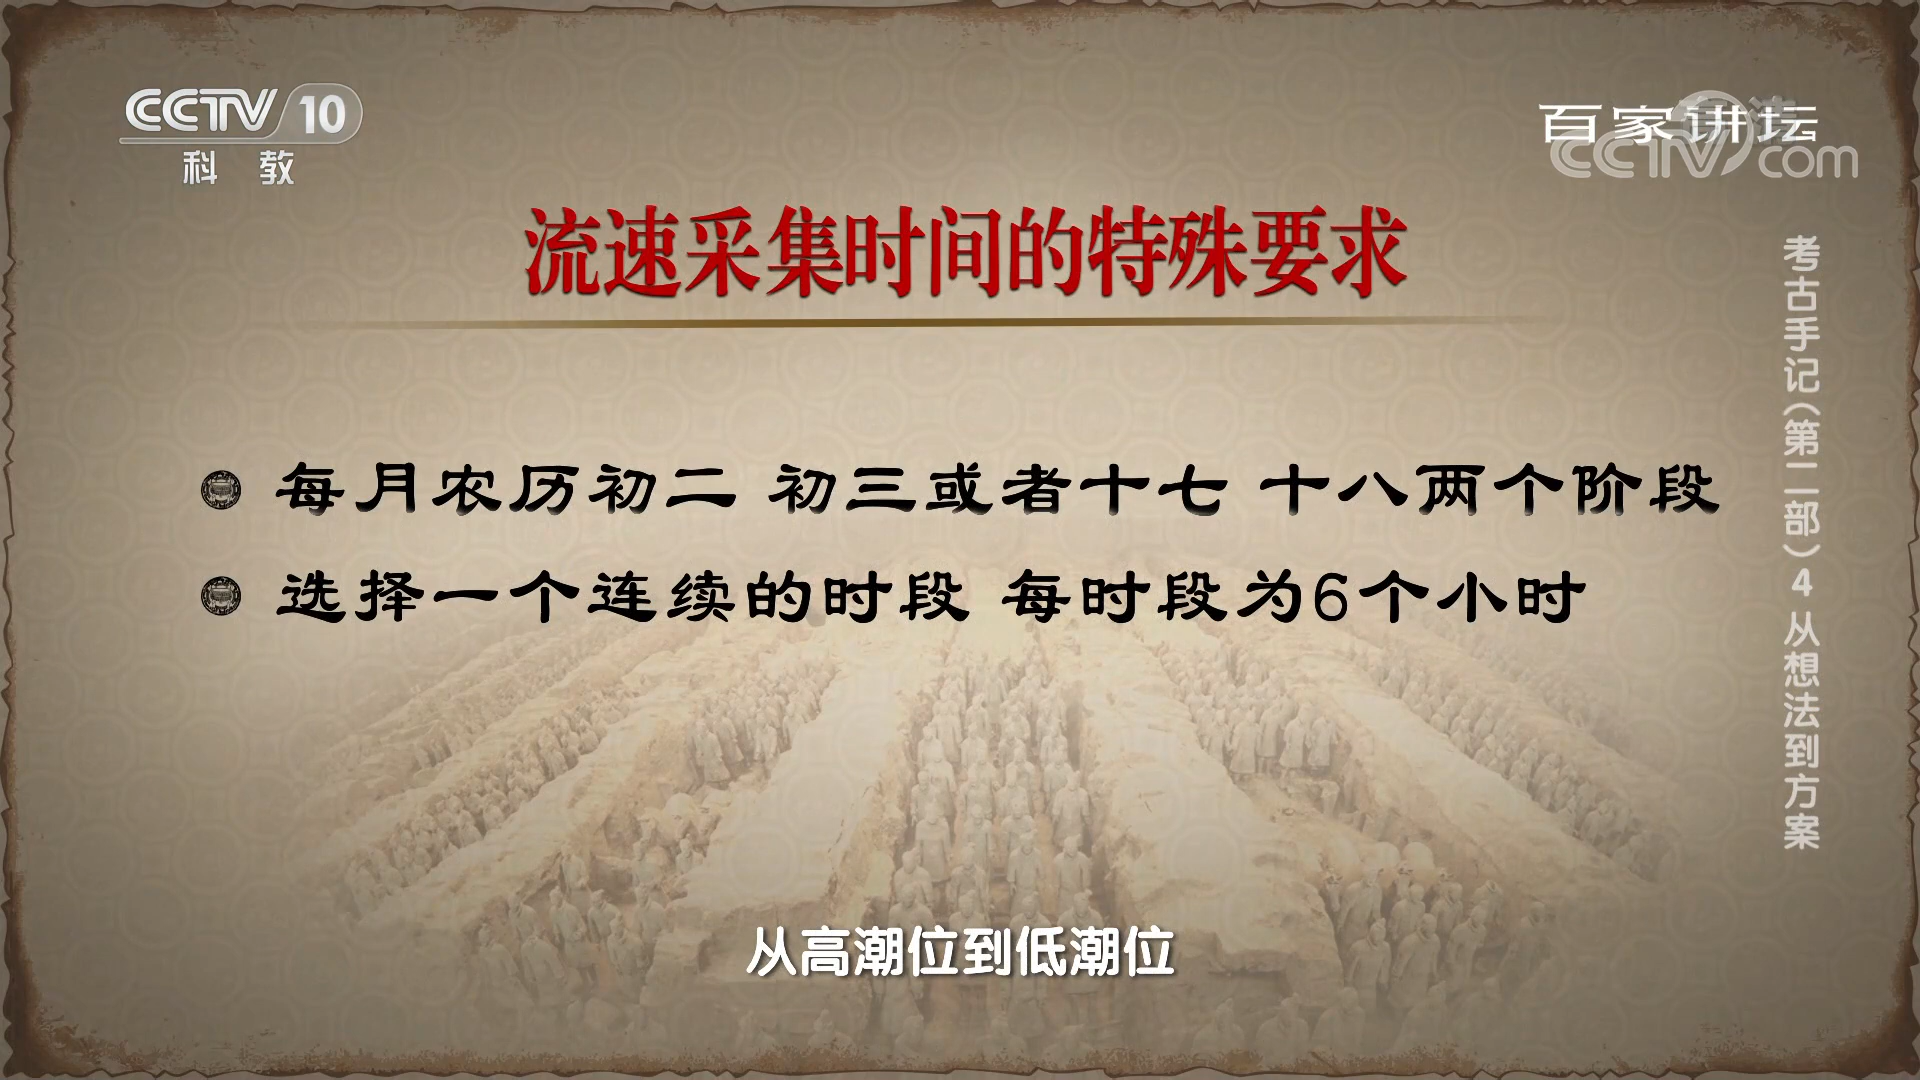 CCTV 10
科 教
百家讲坛
CCTV.com
流速采集时间的特殊要求
每月农历初二 初三或者十七 十八两个阶段
选择一个连续的时段 每时段为6个小时
考古手记(第二部) 4 从想法到方案
从高潮位到低潮位